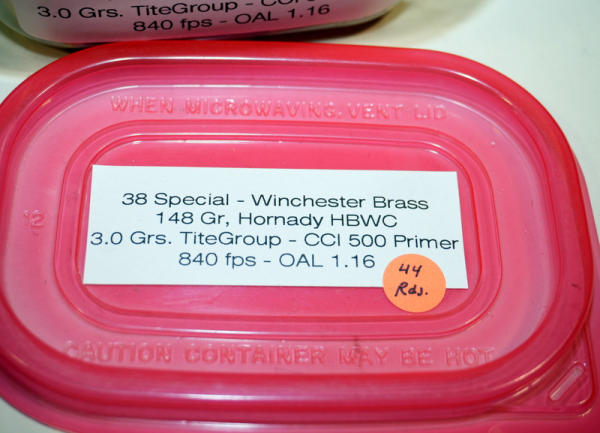 3.0 Grs. TiteGroup -
840 fps - OAL 1.16
WHEN MICROWAVING, VENT LID
12
38 Special - Winchester Brass
148 Gr, Hornady HBWC
3.0 Grs. TiteGroup - CCI 500 Primer
840 fps - OAL 1.16
44
Rds.
CAUTION CONTAINER MAY BE HOT